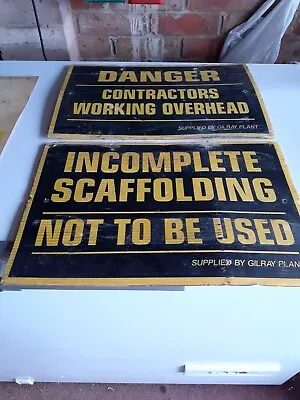 DANGER
CONTRACTORS
WORKING OVERHEAD
SUPPLIED BY GILRAY PLANT
INCOMPLETE
SCAFFOLDING
NOT TO BE USED
SUPPLIED BY GILRAY PLANT